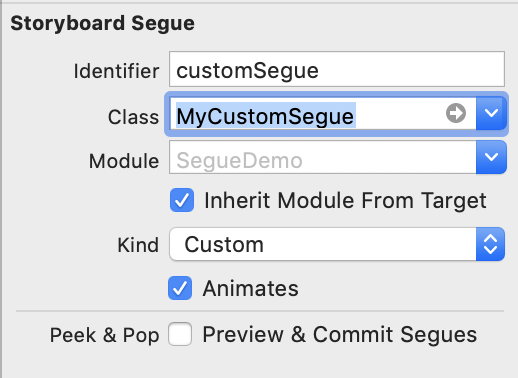 Storyboard Segue
Identifier customSegue
Class MyCustomSegue
Module SegueDemo
Inherit Module From Target
Kind Custom
Animates
Peek & Pop Preview & Commit Segues